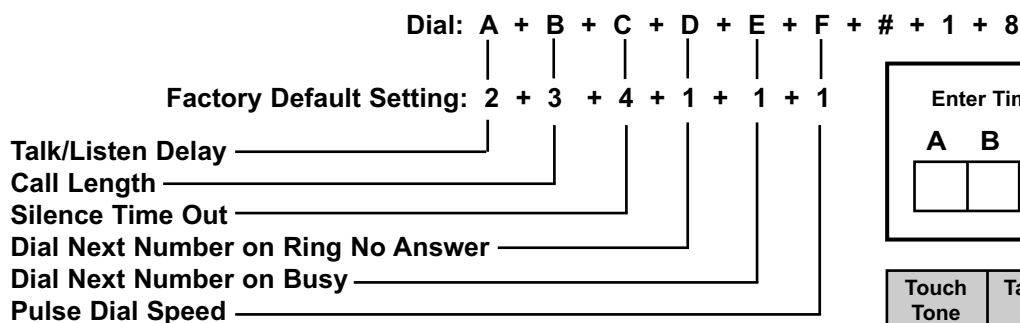 Dial: A + B + C + D + E + F + # + 1 + 8
Factory Default Setting: 2 + 3 + 4 + 1 + 1 + 1
Talk/Listen Delay
Call Length
Silence Time Out
Dial Next Number on Ring No Answer
Dial Next Number on Busy
Pulse Dial Speed
Enter
A B
Touch
Tone